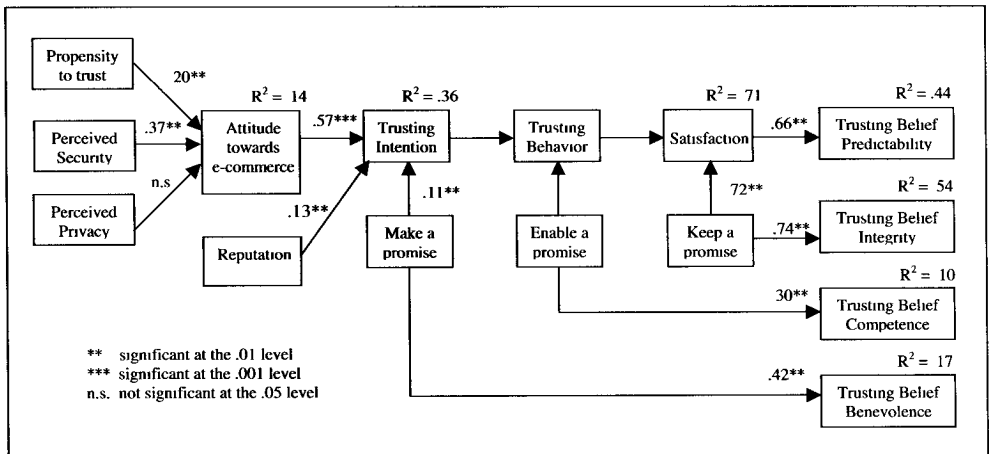 Propensity
to trust
20**
R² = 14
R² = .36
R² = 71
R² = .44
Perceived
Security
.37**
Attitude
towards
e-commerce
.57***
Trusting
Intention
Trusting
Behavior
Satisfaction
.66**
Trusting Belief
Predictability
n.s
.11**
72**
R² = 54
Perceived
Privacy
.13**
Reputation
Make a
promise
Enable a
promise
Keep a
promise
.74**
Trusting Belief
Integrity
R² = 10
30**
Trusting Belief
Competence
** significant at the .01 level
*** significant at the .001 level
n.s. not significant at the .05 level
R² = 17
.42**
Trusting Belief
Benevolence